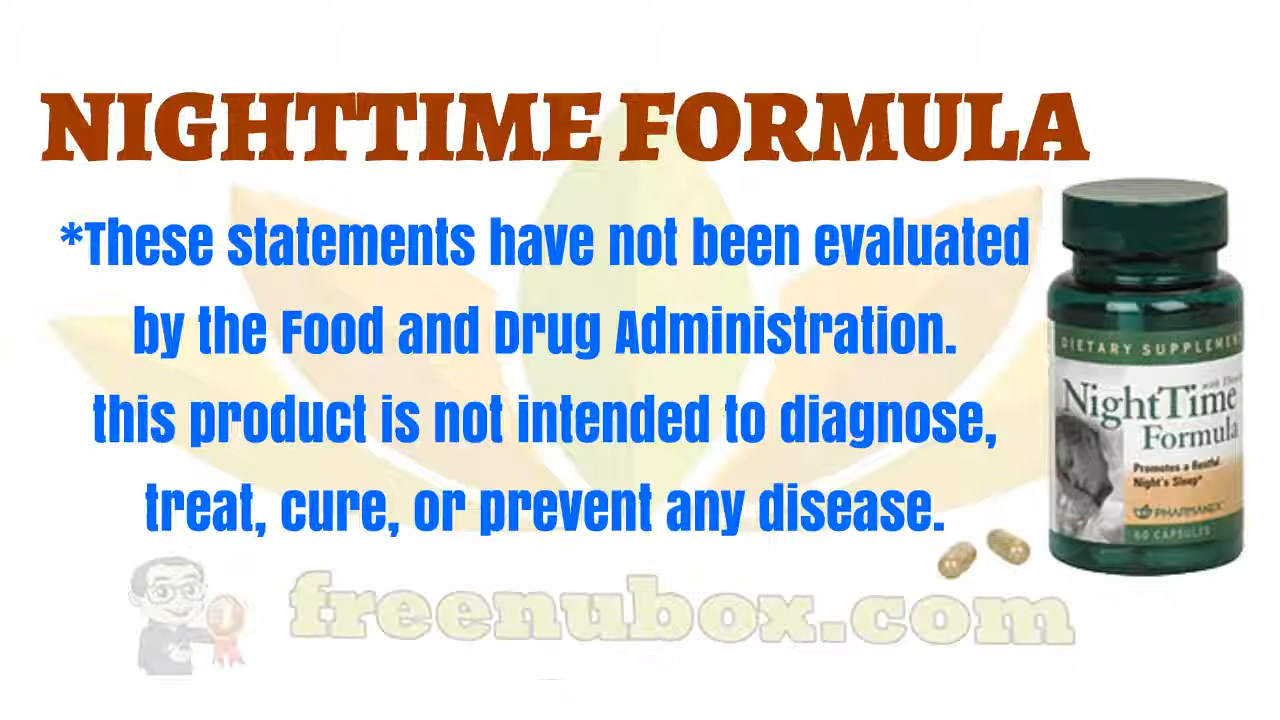 NIGHTTIME FORMULA
*These statements have not been evaluated
by the Food and Drug Administration.
this product is not intended to diagnose,
treat, cure, or prevent any disease.
DIETARY SUPPLEMEN
NightTime
Formula
Promotes a Restful
Night's Sleep*
PHARMANEX
60 CAPSULES
freenubox.com